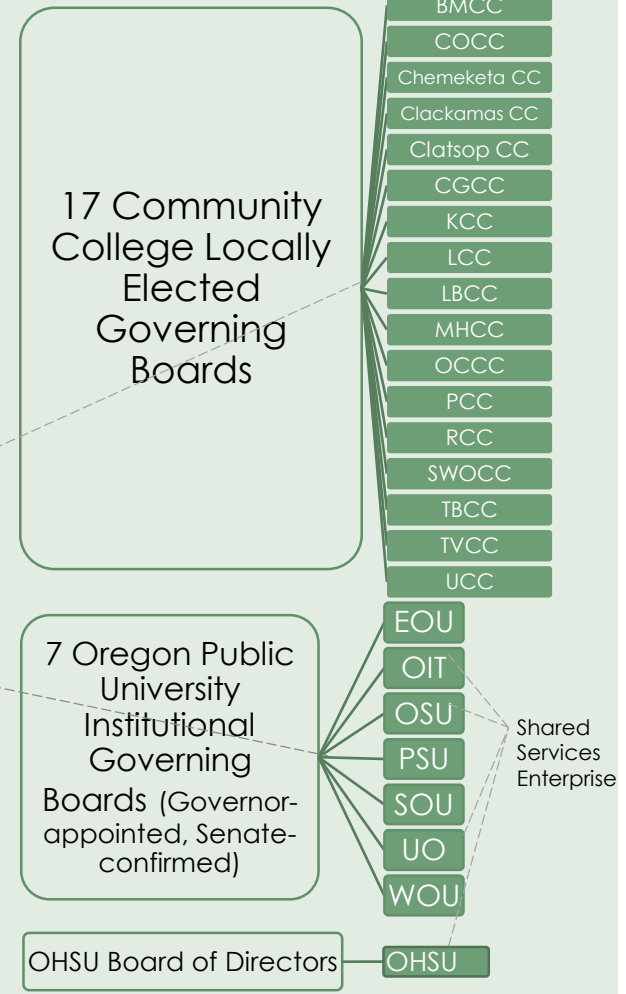 17 Community
College Locally
Elected
Governing
Boards
BMCC
COCC
Chemeketa CC
Clackamas CC
Clatsop CC
CGCC
KCC
LCC
LBCC
MHCC
OCCC
PCC
RCC
SWOCC
TBCC
TVCC
UCC
7 Oregon Public
University
Institutional
Governing
Boards (Governor-
appointed, Senate-
confirmed)
EOU
OIT
OSU
PSU
SOU
UO
WOU
Shared
Services
Enterprise
OHSU Board of Directors
OHSU